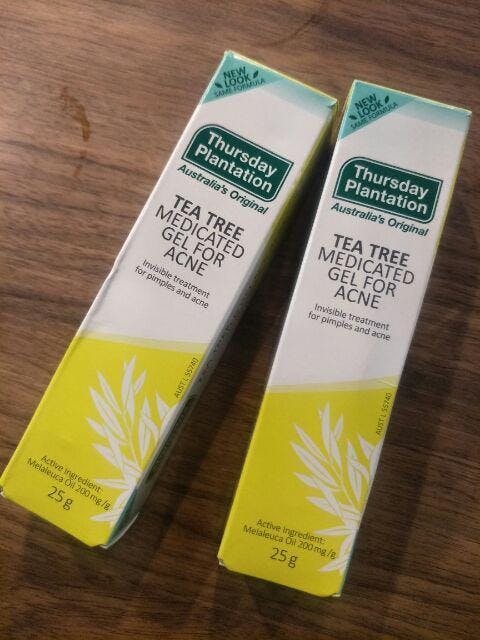 NEW
LOOK
SAME FORMULA
Thursday
Plantation
Australia's Original
TEA TREE
MEDICATED
GEL FOR
ACNE
Invisible treatment
for pimples and acne
AUST L 55740
Active Ingredient:
Melaleuca Oil 200 mg /g
25 g
NEW
LOOK
SAME FORMULA
Thursday
Plantation
Australia's Original
TEA TREE
MEDICATED
GEL FOR
ACNE
Invisible treatment
for pimples and acne
AUST L 55740
Active Ingredient:
Melaleuca Oil 200 mg /g
25 g